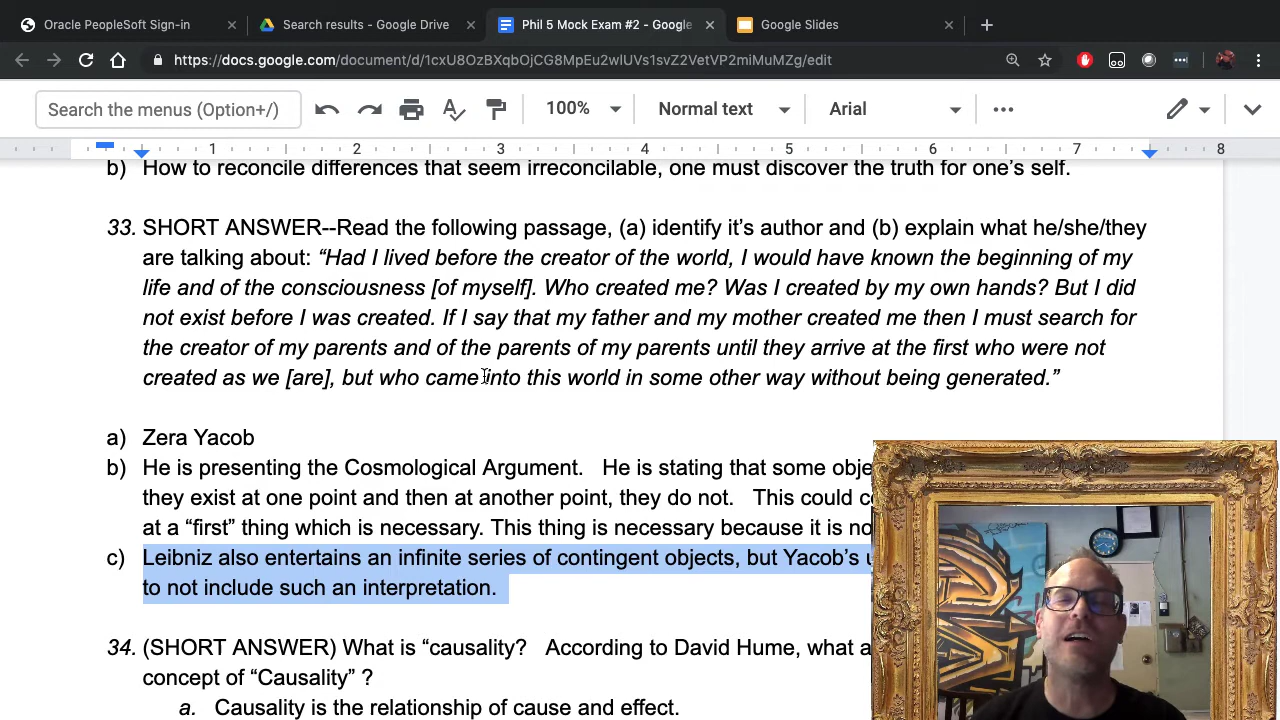 Oracle PeopleSoft Sign-in
Search results - Google Drive
Phil 5 Mock Exam #2 - Google
Google Slides
https://docs.google.com/document/d/1cxU8OzBXqbOjCG8MpEu2wlUVs1svZ2VetVP2miMuMZg/edit
Search the menus (Option+/)
100%
Normal text
Arial
1 2 3 4 5 6 7 8
b) How to reconcile differences that seem irreconcilable, one must discover the truth for one's self.
33. SHORT ANSWER--Read the following passage, (a) identify it's author and (b) explain what he/she/they
are talking about: “Had I lived before the creator of the world, I would have known the beginning of my
life and of the consciousness [of myself]. Who created me? Was I created by my own hands? But I did
not exist before I was created. If I say that my father and my mother created me then I must search for
the creator of my parents and of the parents of my parents until they arrive at the first who were not
created as we [are], but who came into this world in some other way without being generated.”
a) Zera Yacob
b) He is presenting the Cosmological Argument. He is stating that some obje
they exist at one point and then at another point, they do not. This could c
at a “first” thing which is necessary. This thing is necessary because it is no
c) Leibniz also entertains an infinite series of contingent objects, but Yacob's u
to not include such an interpretation.
34. (SHORT ANSWER) What is “causality? According to David Hume, what a
concept of “Causality” ?
a. Causality is the relationship of cause and effect.